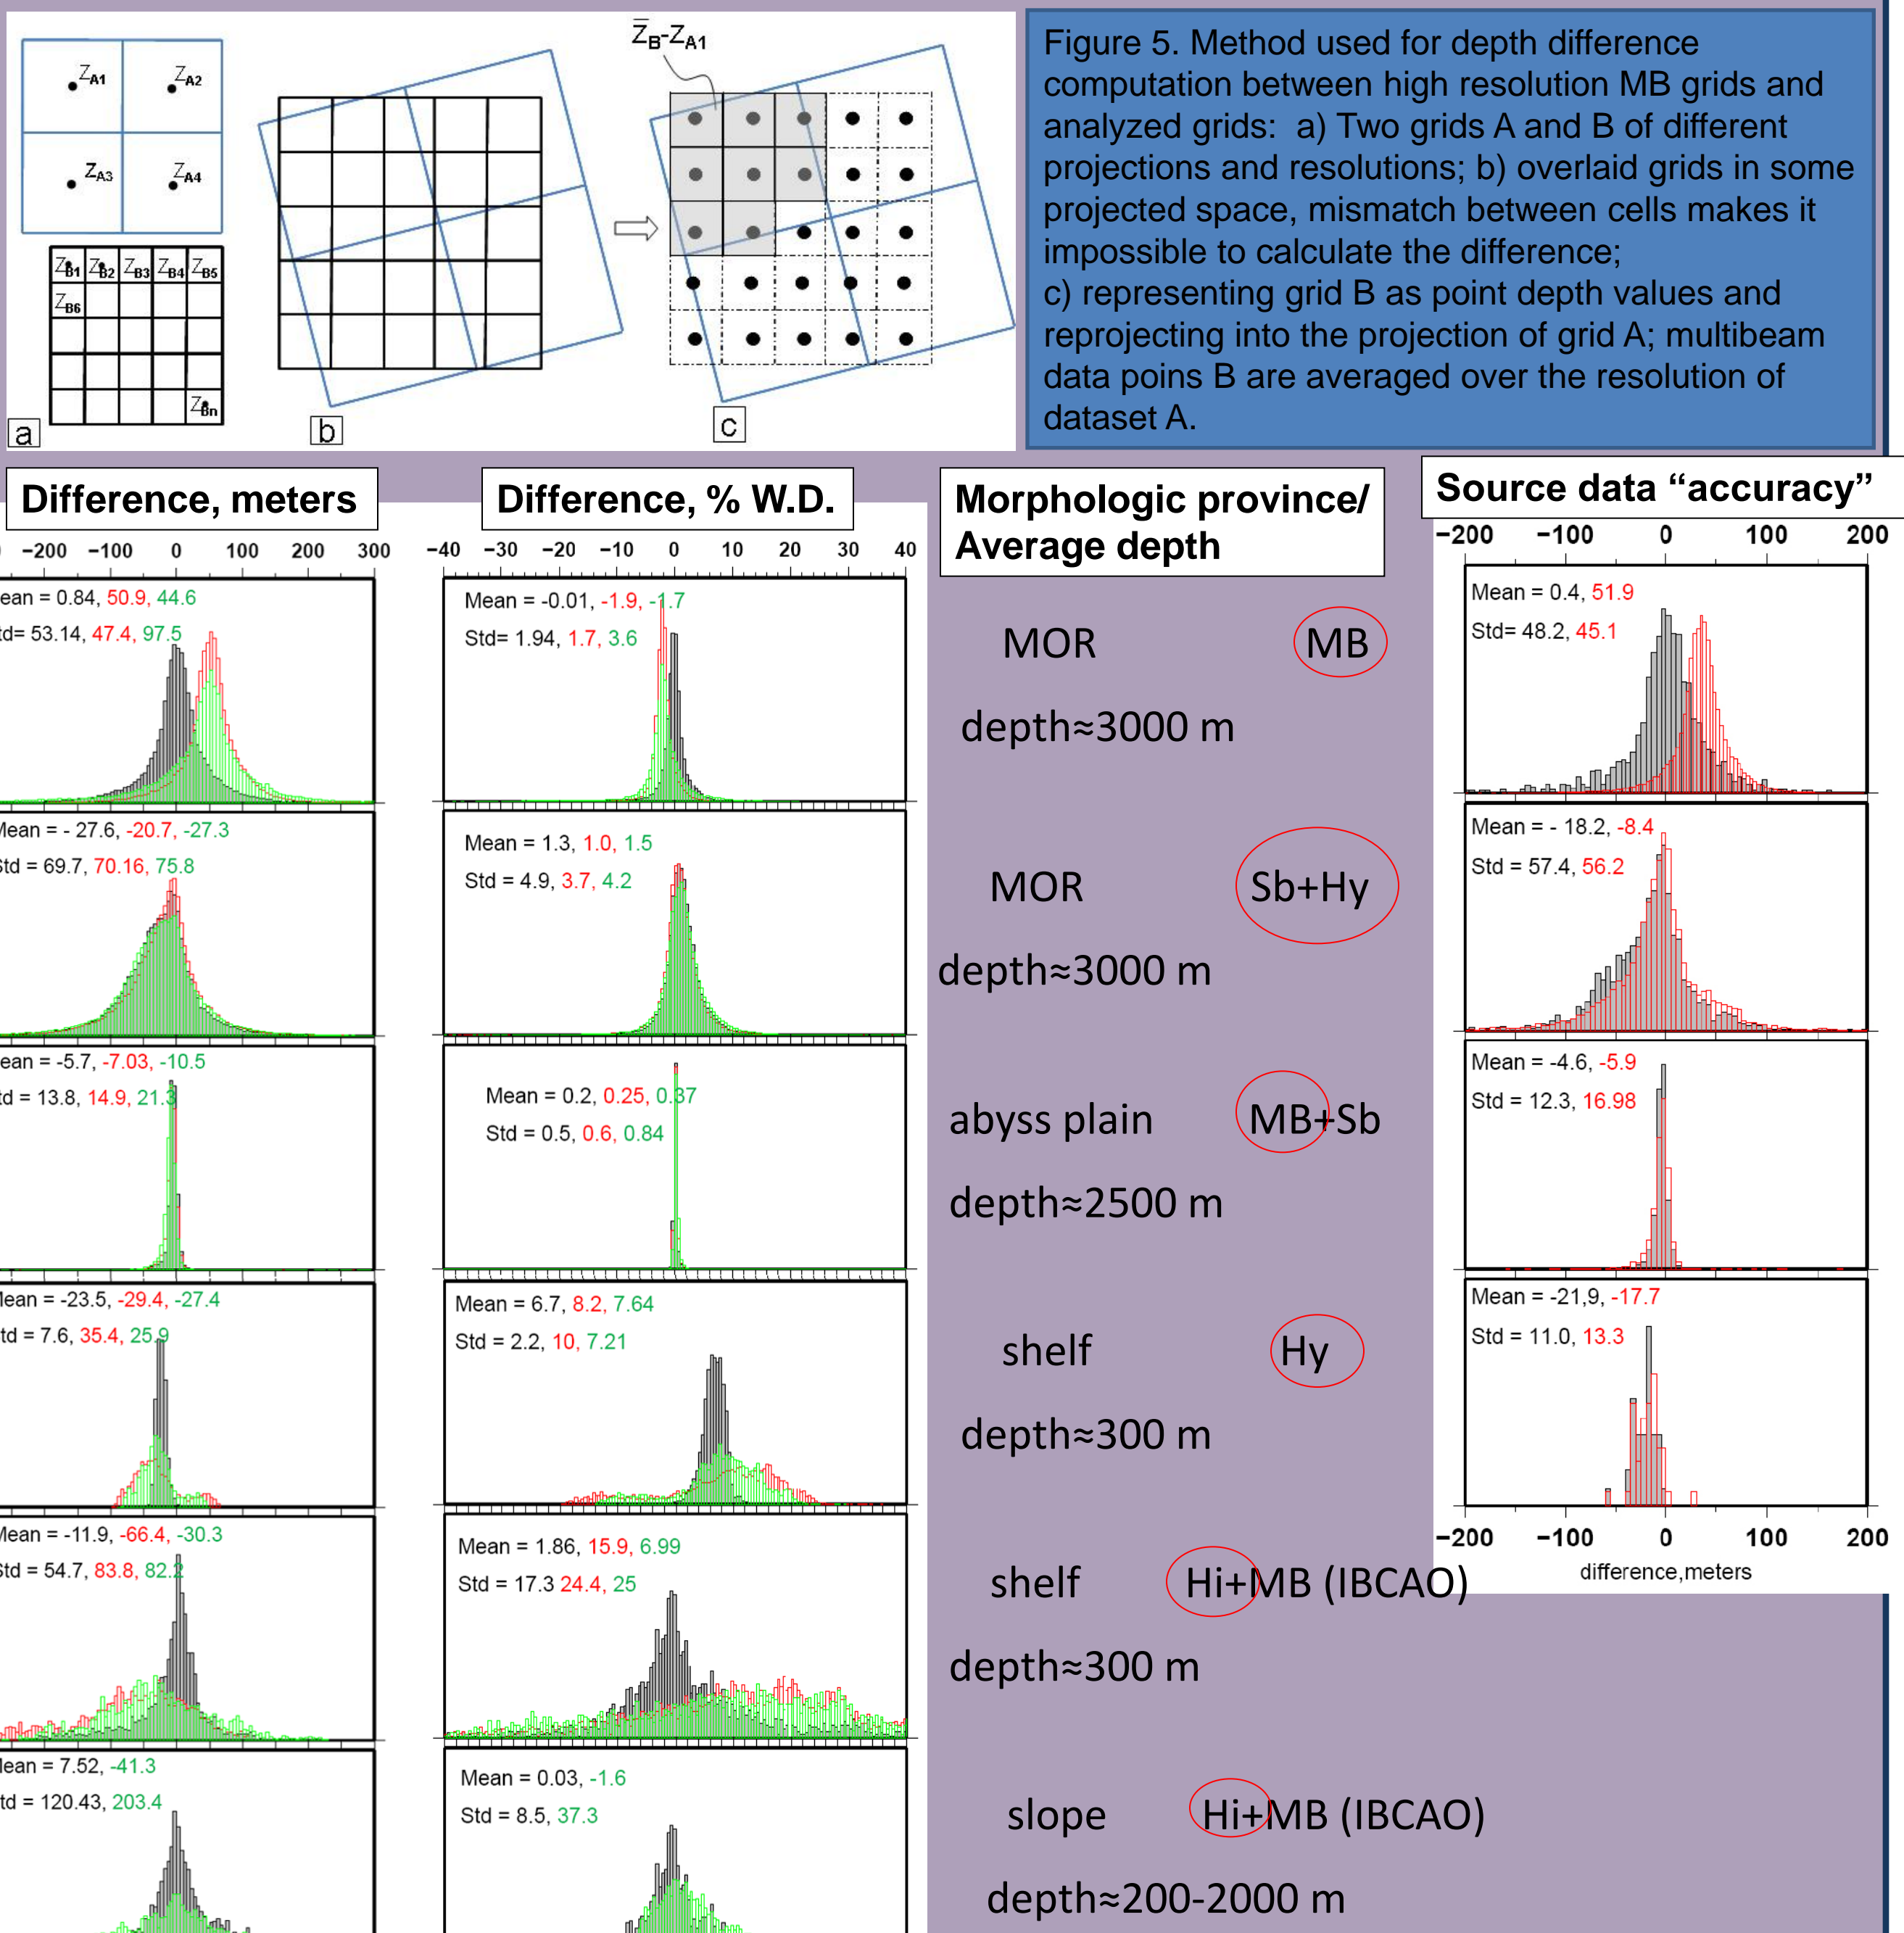 Z̅B-ZA1
ZA1
ZA2
ZA3
ZA4
ZB1 ZB2 ZB3 ZB4 ZB5
ZB6
ZBn
a
b
c
Figure 5. Method used for depth difference
computation between high resolution MB grids and
analyzed grids: a) Two grids A and B of different
projections and resolutions; b) overlaid grids in some
projected space, mismatch between cells makes it
impossible to calculate the difference;
c) representing grid B as point depth values and
reprojecting into the projection of grid A; multibeam
data poins B are averaged over the resolution of
dataset A.
Difference, meters
Difference, % W.D.
Morphologic province/
Average depth
Source data “accuracy”
−200 −100 0 100 200 300
−40 −30 −20 −10 0 10 20 30 40
−200 −100 0 100 200
ean = 0.84, 50.9, 44.6
td= 53.14, 47.4, 97.5
Mean = -0.01, -1.9, -1.7
Std= 1.94, 1.7, 3.6
MOR MB
depth≈3000 m
Mean = 0.4, 51.9
Std= 48.2, 45.1
Mean = - 27.6, -20.7, -27.3
Std = 69.7, 70.16, 75.8
Mean = 1.3, 1.0, 1.5
Std = 4.9, 3.7, 4.2
MOR Sb+Hy
depth≈3000 m
Mean = - 18.2, -8.4
Std = 57.4, 56.2
ean = -5.7, -7.03, -10.5
td = 13.8, 14.9, 21.3
Mean = 0.2, 0.25, 0.37
Std = 0.5, 0.6, 0.84
abyss plain MB+Sb
depth≈2500 m
Mean = -4.6, -5.9
Std = 12.3, 16.98
Mean = -23.5, -29.4, -27.4
td = 7.6, 35.4, 25.9
Mean = 6.7, 8.2, 7.64
Std = 2.2, 10, 7.21
shelf Hy
depth≈300 m
Mean = -21,9, -17.7
Std = 11.0, 13.3
−200 −100 0 100 200
difference,meters
Mean = -11.9, -66.4, -30.3
Std = 54.7, 83.8, 82.2
Mean = 1.86, 15.9, 6.99
Std = 17.3 24.4, 25
shelf Hi+MB (IBCAO)
depth≈300 m
ean = 7.52, -41.3
td = 120.43, 203.4
Mean = 0.03, -1.6
Std = 8.5, 37.3
slope Hi+MB (IBCAO)
depth≈200-2000 m